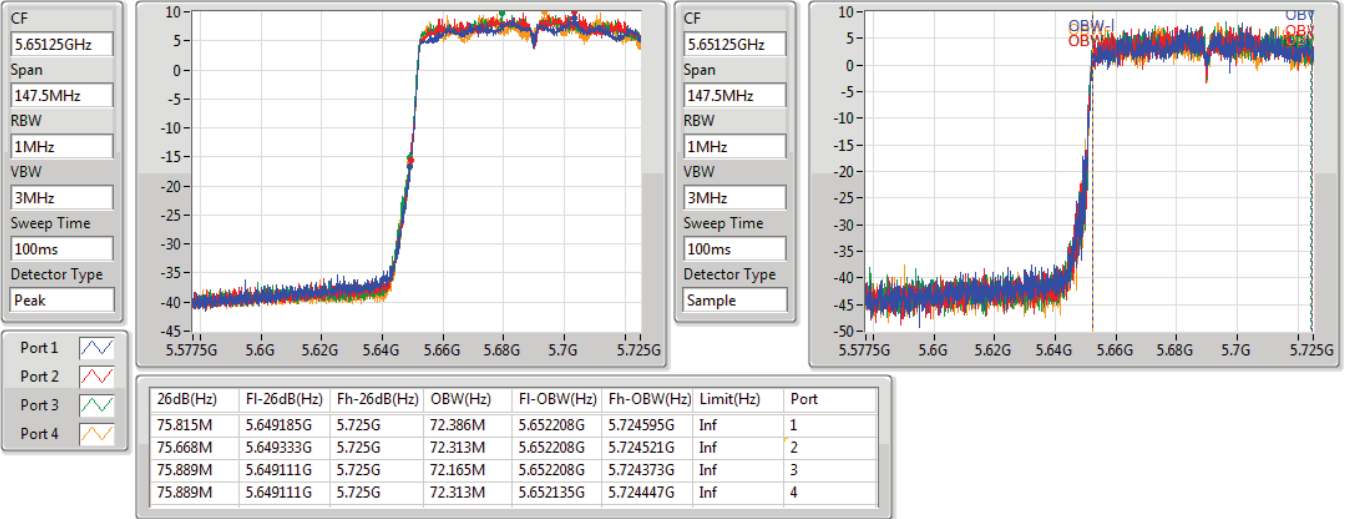 CF
5.65125GHz
Span
147.5MHz
RBW
1MHz
VBW
3MHz
Sweep Time
100ms
Detector Type
Peak
10
5
0
-5
-10
-15
-20
-25
-30
-35
-40
-45
5.5775G 5.6G 5.62G 5.64G 5.66G 5.68G 5.7G 5.725G
CF
5.65125GHz
Span
147.5MHz
RBW
1MHz
VBW
3MHz
Sweep Time
100ms
Detector Type
Sample
10
5
0
-5
-10
-15
-20
-25
-30
-35
-40
-45
-50
5.5775G 5.6G 5.62G 5.64G 5.66G 5.68G 5.7G 5.725G
OBW-l
Port 1
Port 2
Port 3
Port 4
26dB(Hz) Fl-26dB(Hz) Fh-26dB(Hz) OBW(Hz) Fl-OBW(Hz) Fh-OBW(Hz) Limit(Hz) Port
75.815M 5.649185G 5.725G 72.386M 5.652208G 5.724595G Inf 1
75.668M 5.649333G 5.725G 72.313M 5.652208G 5.724521G Inf 2
75.889M 5.649111G 5.725G 72.165M 5.652208G 5.724373G Inf 3
75.889M 5.649111G 5.725G 72.313M 5.652135G 5.724447G Inf 4